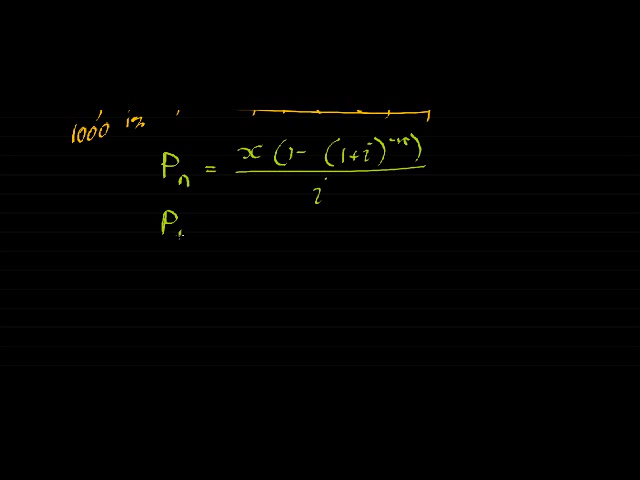 1000 i%
Pₙ = x(1-(1+i)⁻ⁿ)/i
P